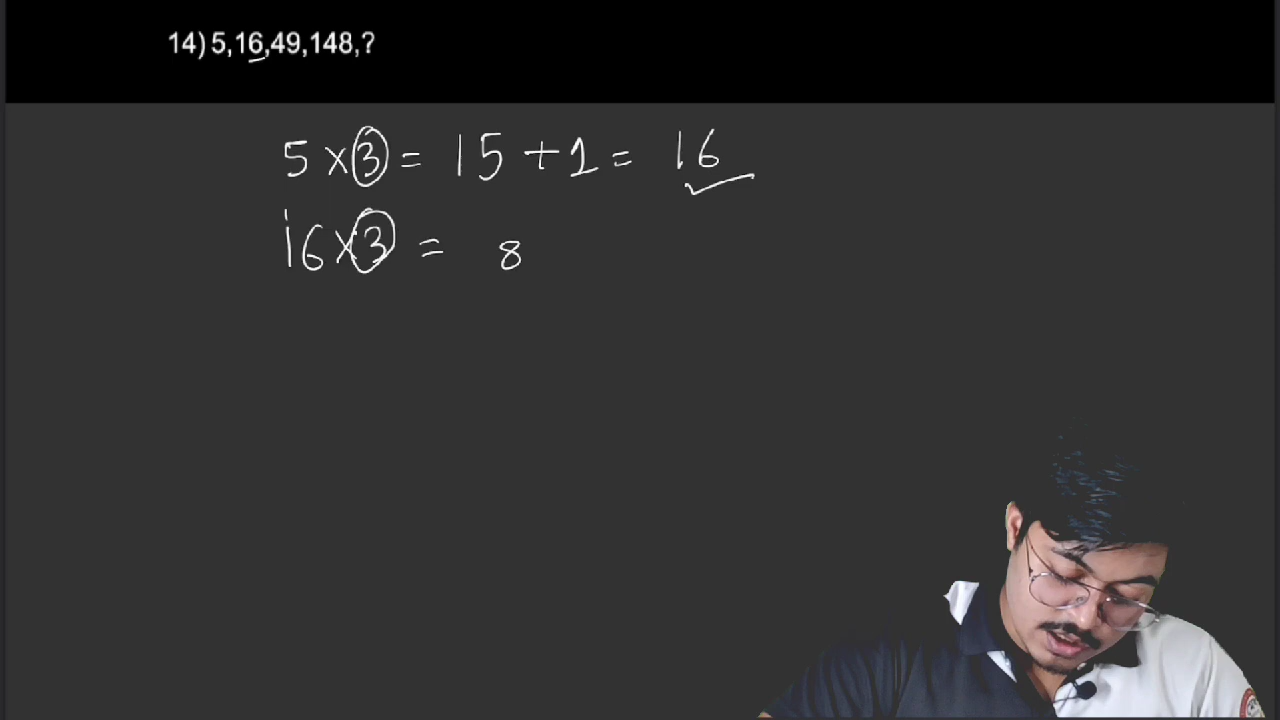 14) 5,16,49,148,?
5 x 3 = 15 + 1 = 16
16 x 3 = 8